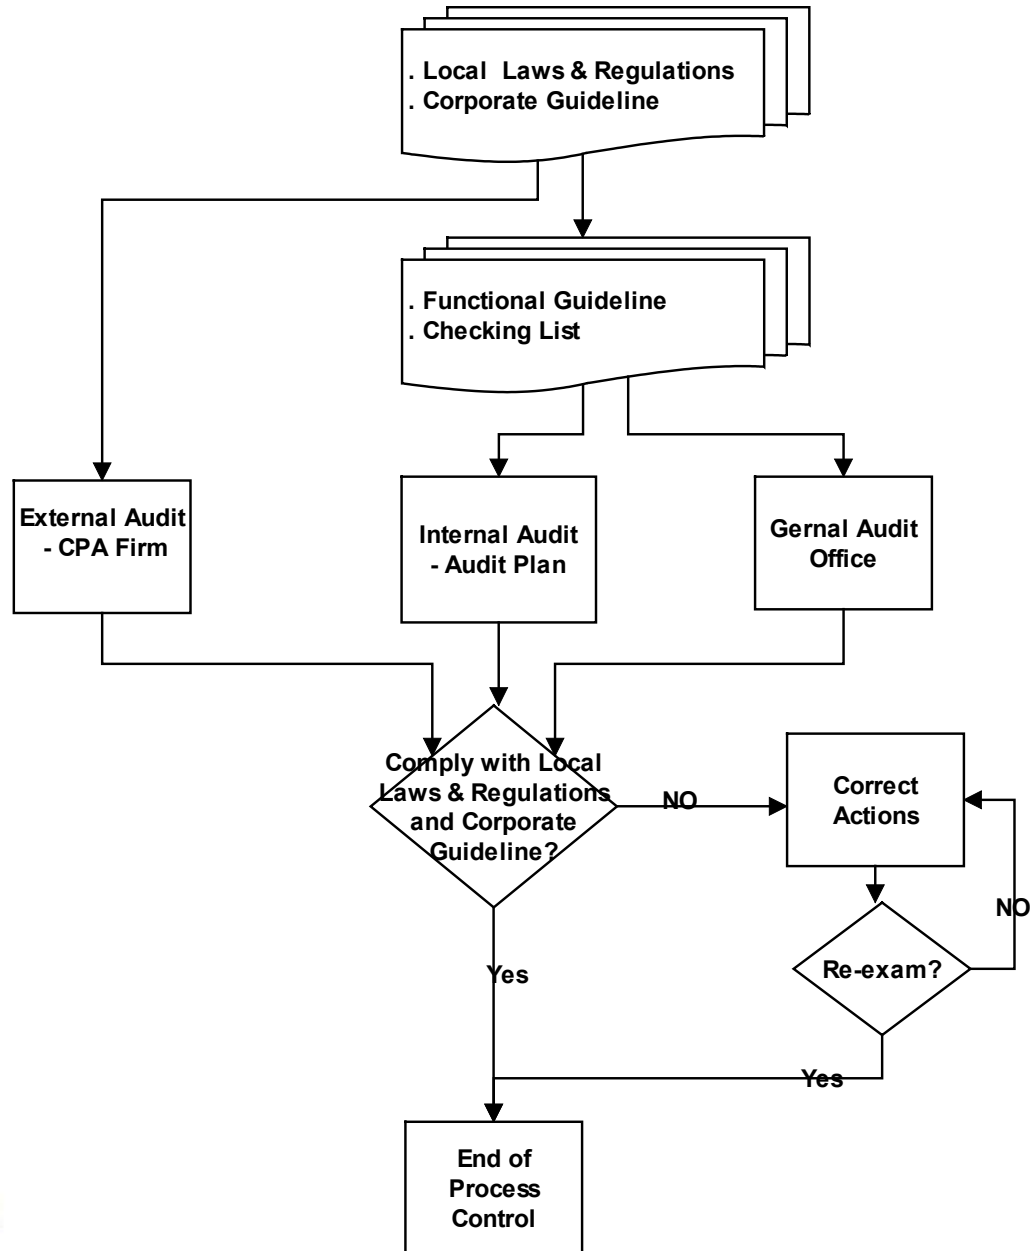 . Local Laws & Regulations
. Corporate Guideline
. Functional Guideline
. Checking List
External Audit
- CPA Firm
Internal Audit
- Audit Plan
Gernal Audit
Office
Comply with Local
Laws & Regulations
and Corporate
Guideline?
NO
Correct
Actions
NO
Re-exam?
Yes
Yes
End of
Process
Control